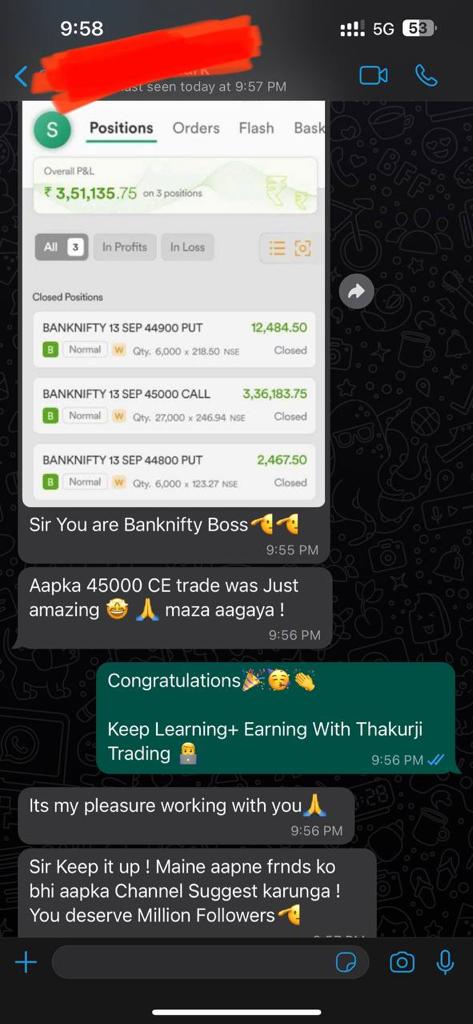 9:58
5G 53
last seen today at 9:57 PM
S Positions Orders Flash Bask
Overall P&L
₹ 3,51,135.75 on 3 positions
All 3 In Profits In Loss
Closed Positions
BANKNIFTY 13 SEP 44900 PUT 12,484.50
B Normal W Qty. 6,000 x 218.50 NSE Closed
BANKNIFTY 13 SEP 45000 CALL 3,36,183.75
B Normal W Qty. 27,000 x 246.94 NSE Closed
BANKNIFTY 13 SEP 44800 PUT 2,467.50
B Normal W Qty. 6,000 x 123.27 NSE Closed
Sir You are Banknifty Boss🫡🫡
9:55 PM
Aapka 45000 CE trade was Just
amazing 🤩 🙏 maza aagaya !
9:56 PM
Congratulations🎉🥳👏
Keep Learning+ Earning With Thakurji
Trading 👨‍💻
9:56 PM
Its my pleasure working with you🙏
9:56 PM
Sir Keep it up ! Maine aapne frnds ko
bhi aapka Channel Suggest karunga !
You deserve Million Followers🫡